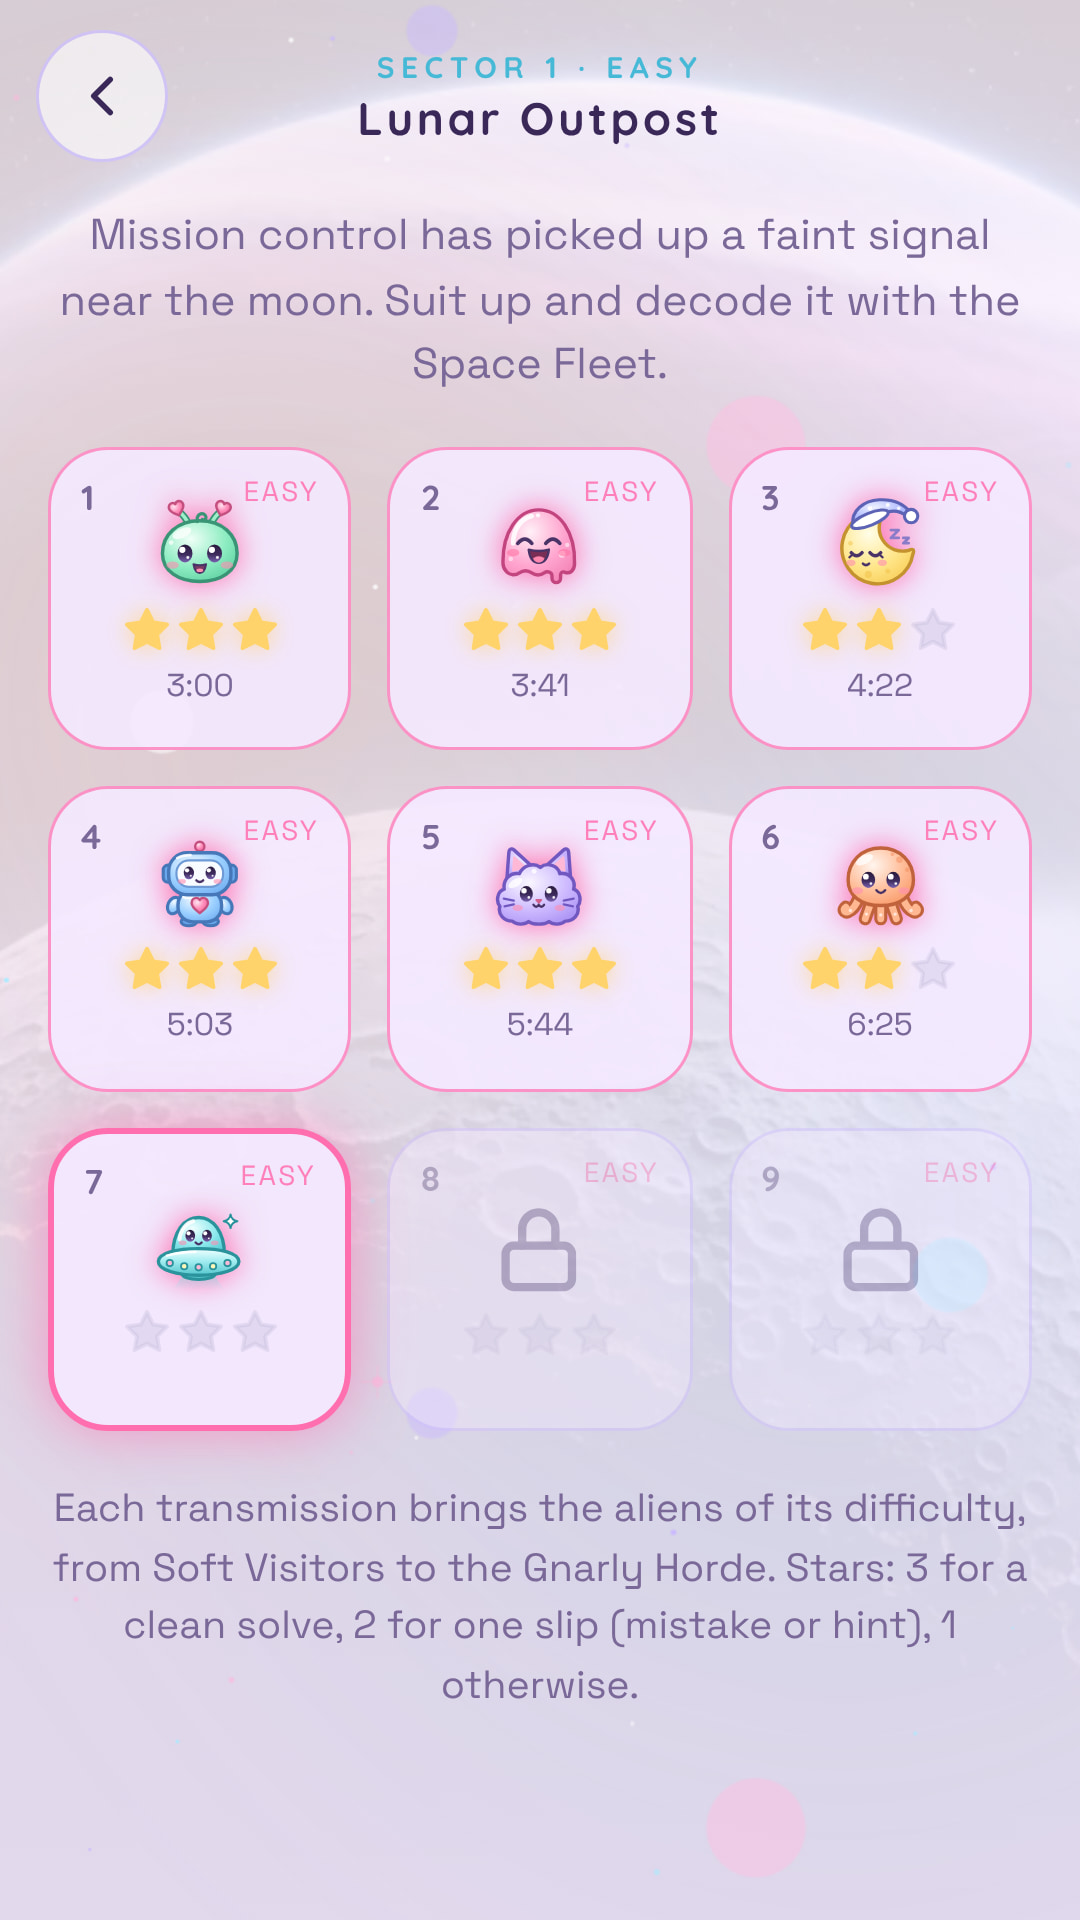 SECTOR 1 · EASY
Lunar Outpost
Mission control has picked up a faint signal
near the moon. Suit up and decode it with the
Space Fleet.
1 EASY
3:00
2 EASY
3:41
3 EASY
z z
4:22
4 EASY
5:03
5 EASY
5:44
6 EASY
6:25
7 EASY
8 EASY
9 EASY
Each transmission brings the aliens of its difficulty,
from Soft Visitors to the Gnarly Horde. Stars: 3 for a
clean solve, 2 for one slip (mistake or hint), 1
otherwise.